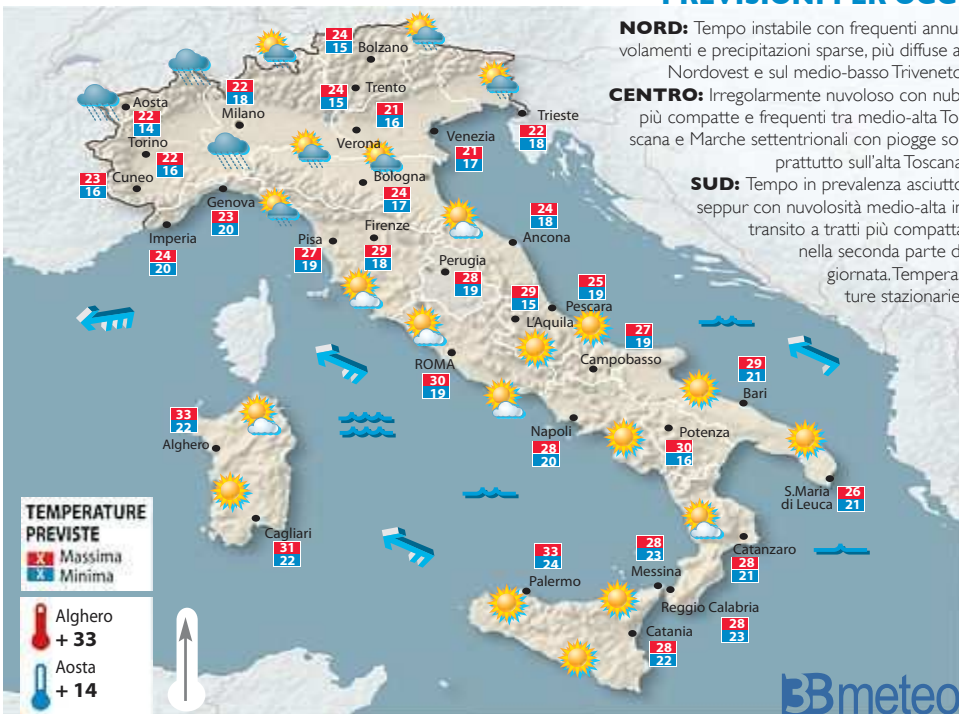 PREVISIONI PER OGGI
NORD: Tempo instabile con frequenti annu
volamenti e precipitazioni sparse, più diffuse a
Nordovest e sul medio-basso Triveneto
CENTRO: Irregolarmente nuvoloso con nub
più compatte e frequenti tra medio-alta To
scana e Marche settentrionali con piogge so
prattutto sull'alta Toscana
SUD: Tempo in prevalenza asciutto
seppur con nuvolosità medio-alta in
transito a tratti più compatta
nella seconda parte d
giornata.Tempera
ture stazionarie
24
15
Bolzano
Trento
24
15
Aosta
22
14
22
18
Milano
21
16
Verona
Venezia
21
17
Trieste
22
18
Torino
22
16
23
16
Cuneo
Genova
23
20
Bologna
24
17
Imperia
24
20
Pisa
27
19
Firenze
29
18
24
18
Ancona
Perugia
28
19
29
15
L'Aquila
25
19
Pescara
ROMA
30
19
27
19
Campobasso
29
21
Bari
33
22
Alghero
Napoli
28
20
Potenza
30
16
S.Maria
di Leuca
26
21
Cagliari
31
22
Catanzaro
28
21
33
24
Palermo
28
23
Messina
Reggio Calabria
28
23
Catania
28
22
TEMPERATURE
PREVISTE
X Massima
X Minima
Alghero
+ 33
Aosta
+ 14
3Bmeteo